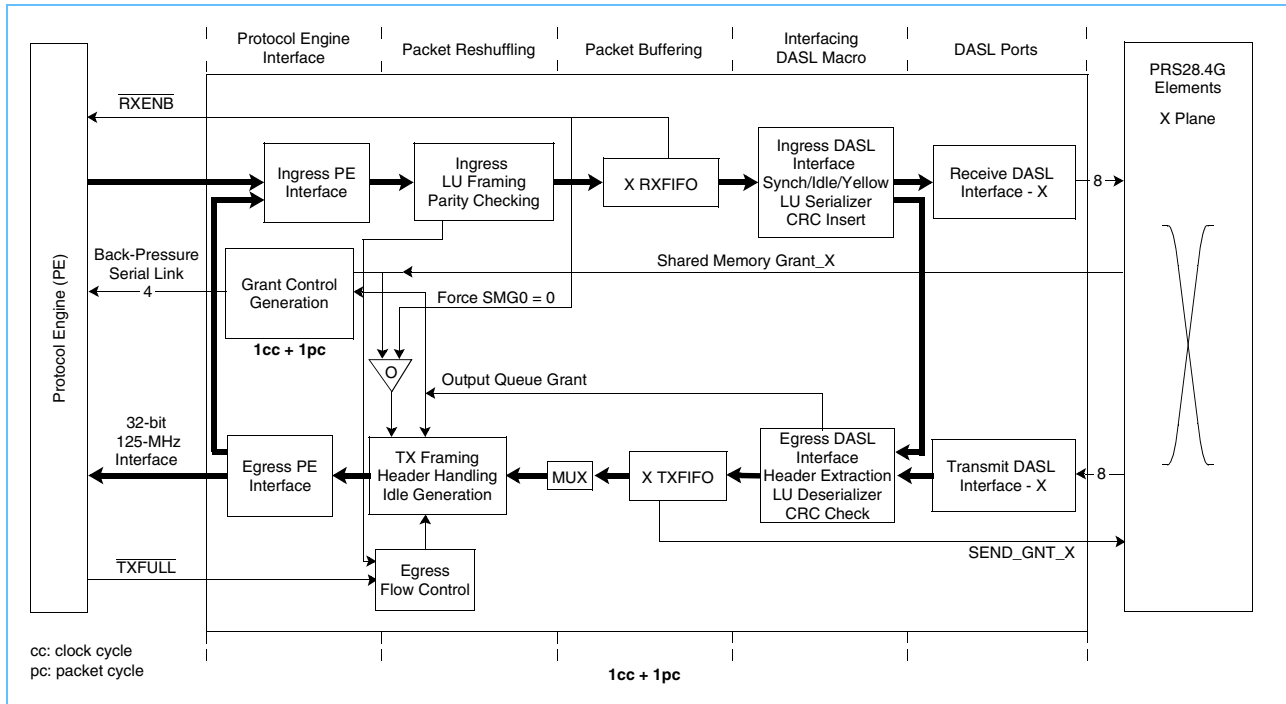 Protocol Engine
Interface
Packet Reshuffling
Packet Buffering
Interfacing
DASL Macro
DASL Ports
PRS28.4G
Elements
X Plane
RXENB
Ingress PE
Interface
Ingress
LU Framing
Parity Checking
X RXFIFO
Ingress DASL
Interface
Synch/Idle/Yellow
LU Serializer
CRC Insert
Receive DASL
Interface - X
8
Protocol Engine (PE)
Back-Pressure
Serial Link
4
Grant Control
Generation
1cc + 1pc
Shared Memory Grant_X
Force SMG0 = 0
O
Output Queue Grant
32-bit
125-MHz
Interface
Egress PE
Interface
TX Framing
Header Handling
Idle Generation
MUX
X TXFIFO
Egress DASL
Interface
Header Extraction
LU Deserializer
CRC Check
Transmit DASL
Interface - X
8
SEND_GNT_X
TXFULL
Egress
Flow Control
cc: clock cycle
pc: packet cycle
1cc + 1pc